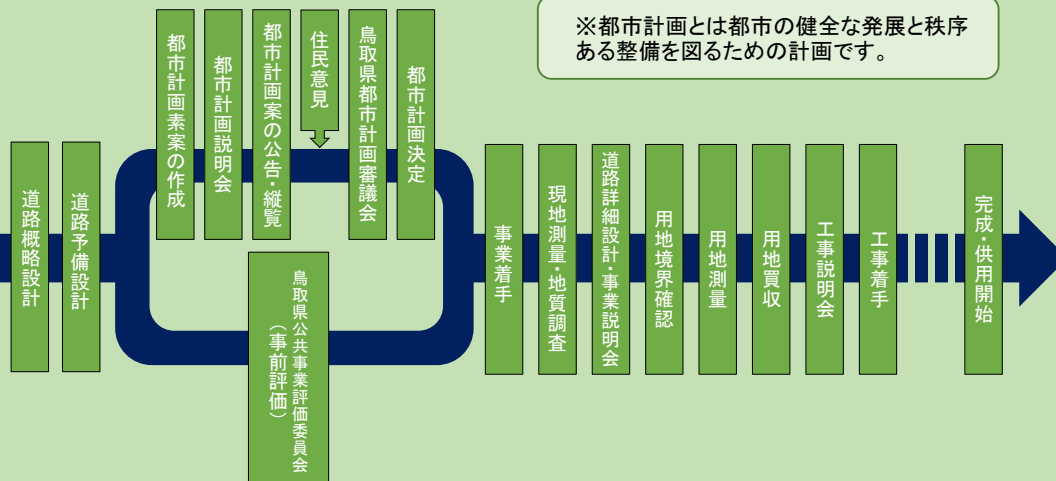 ※都市計画とは都市の健全な発展と秩序
ある整備を図るための計画です。
道路概略設計
道路予備設計
都市計画素案の作成
都市計画説明会
都市計画案の公告・縦覧
住民意見
鳥取県都市計画審議会
都市計画決定
鳥取県公共事業評価委員会
（事前評価）
事業着手
現地測量・地質調査
道路詳細設計・事業説明会
用地境界確認
用地測量
用地買収
工事説明会
工事着手
完成・供用開始